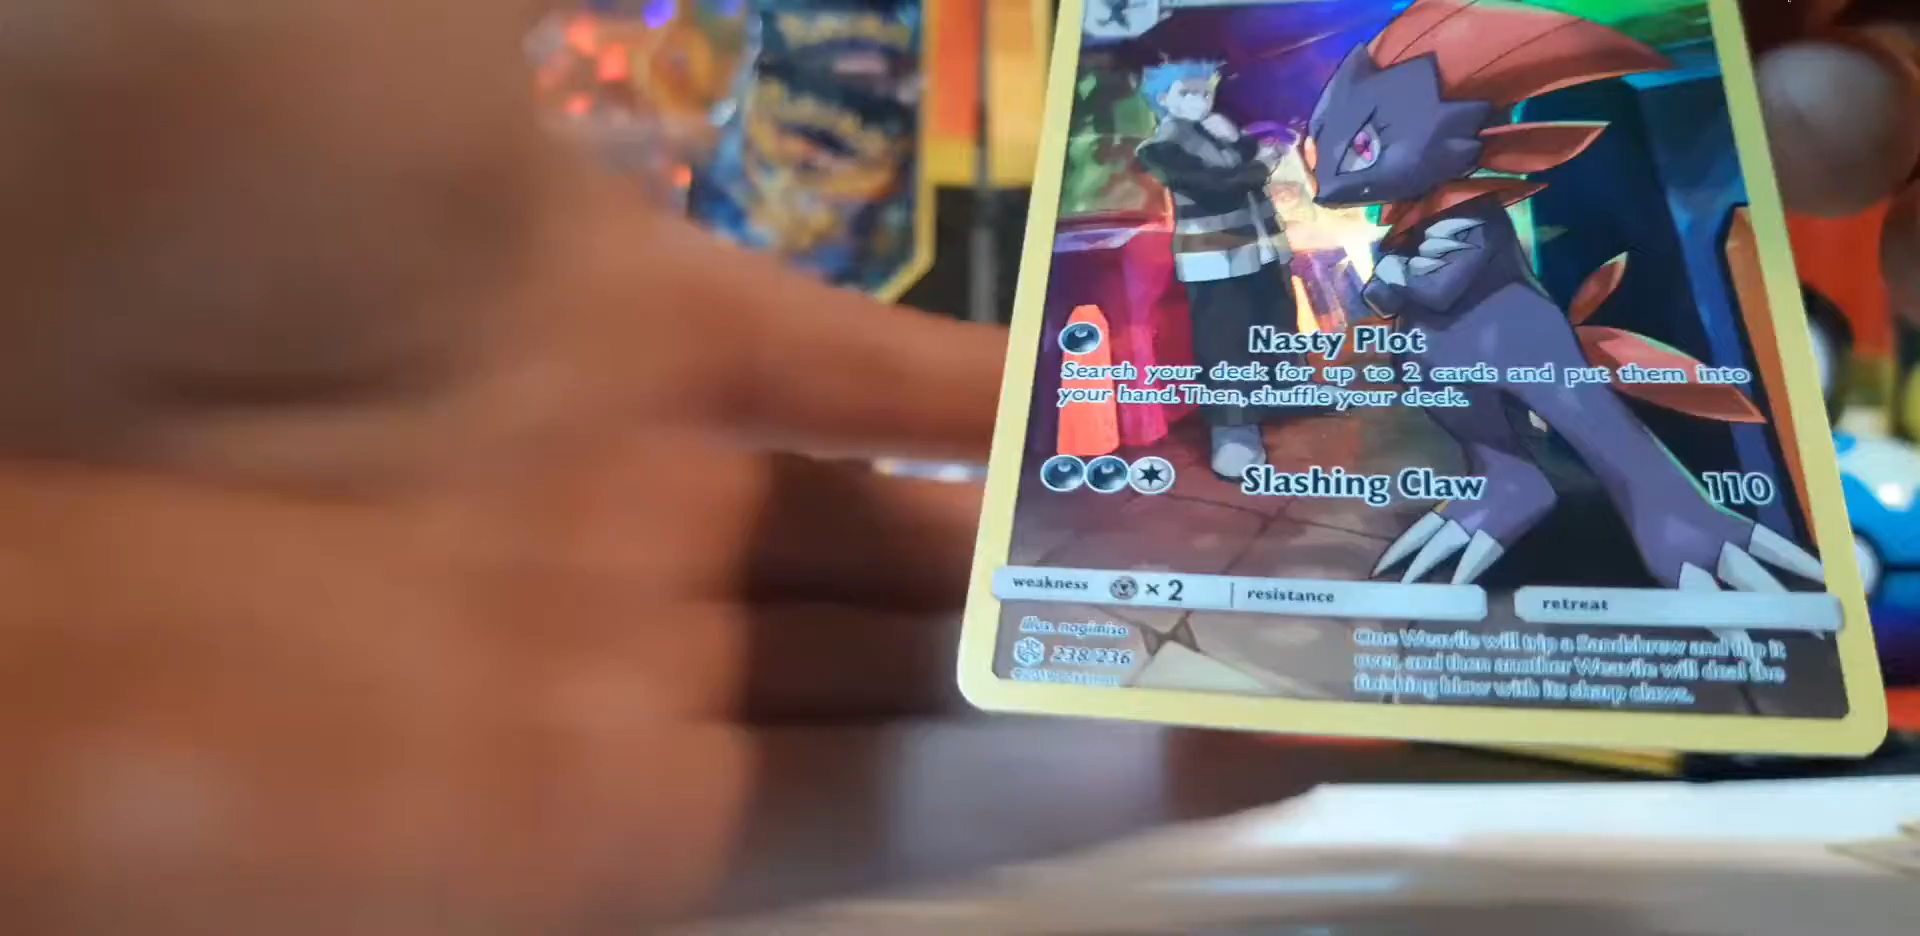 Nasty Plot
Search your deck for up to 2 cards and put them into
your hand. Then, shuffle your deck.
Slashing Claw 110
weakness × 2 resistance retreat
Illus. nagimiso
238/236
One Weavile will trip a Sandshrew and flip it
over, and then another Weavile will deal the
finishing blow with its sharp claws.